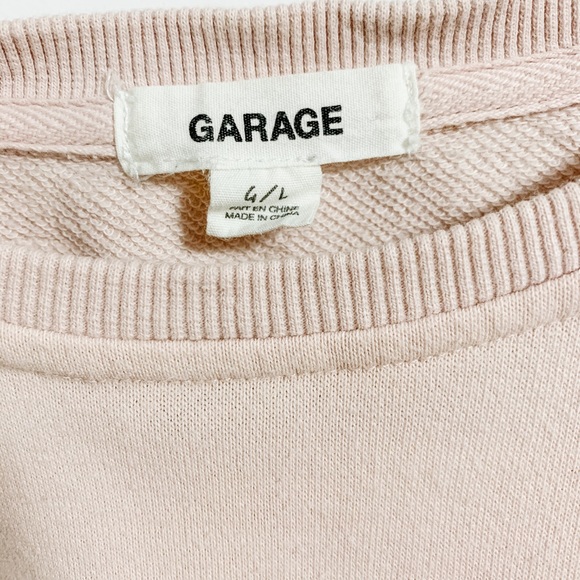 GARAGE
G/L
FAIT EN CHINE
MADE IN CHINA